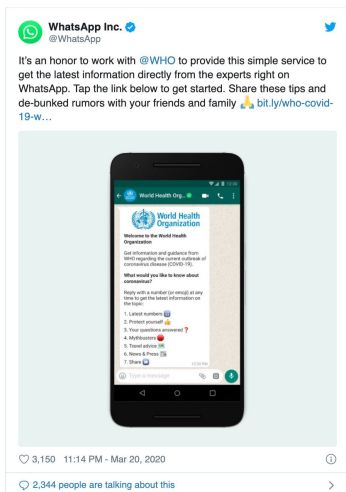 WhatsApp Inc.
@WhatsApp
It's an honor to work with @WHO to provide this simple service to
get the latest information directly from the experts right on
WhatsApp. Tap the link below to get started. Share these tips and
de-bunked rumors with your friends and family 🙏 bit.ly/who-covid-
19-w…
World Health Org...
World Health
Organization
Welcome to the World Health
Organization
Get information and guidance from
WHO regarding the current outbreak of
coronavirus disease (COVID-19).
What would you like to know about
coronavirus?
Reply with a number (or emoji) at any
time to get the latest information on
the topic:
1. Latest numbers 🔢
2. Protect yourself 👍
3. Your questions answered ❓
4. Mythbusters
5. Travel advice
6. News & Press 📰
7. Share
Type a message
3,150 11:14 PM - Mar 20, 2020
2,344 people are talking about this